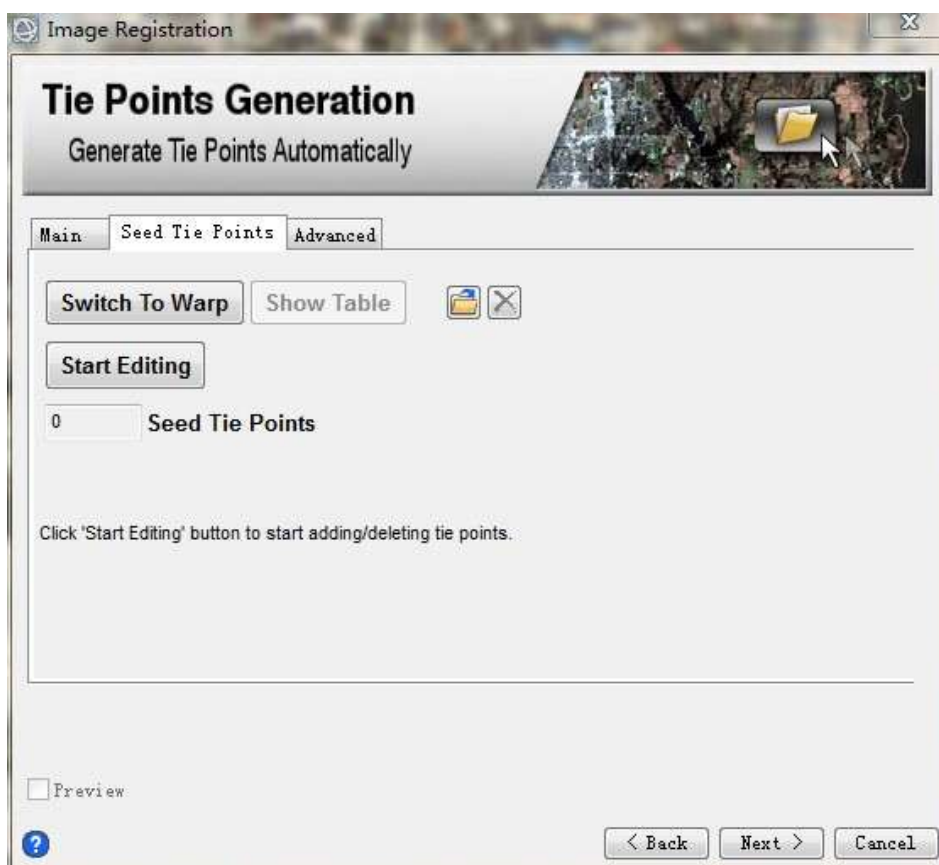 Image Registration
Tie Points Generation
Generate Tie Points Automatically
Main Seed Tie Points Advanced
Switch To Warp Show Table
Start Editing
0 Seed Tie Points
Click 'Start Editing' button to start adding/deleting tie points.
Preview
? < Back Next > Cancel